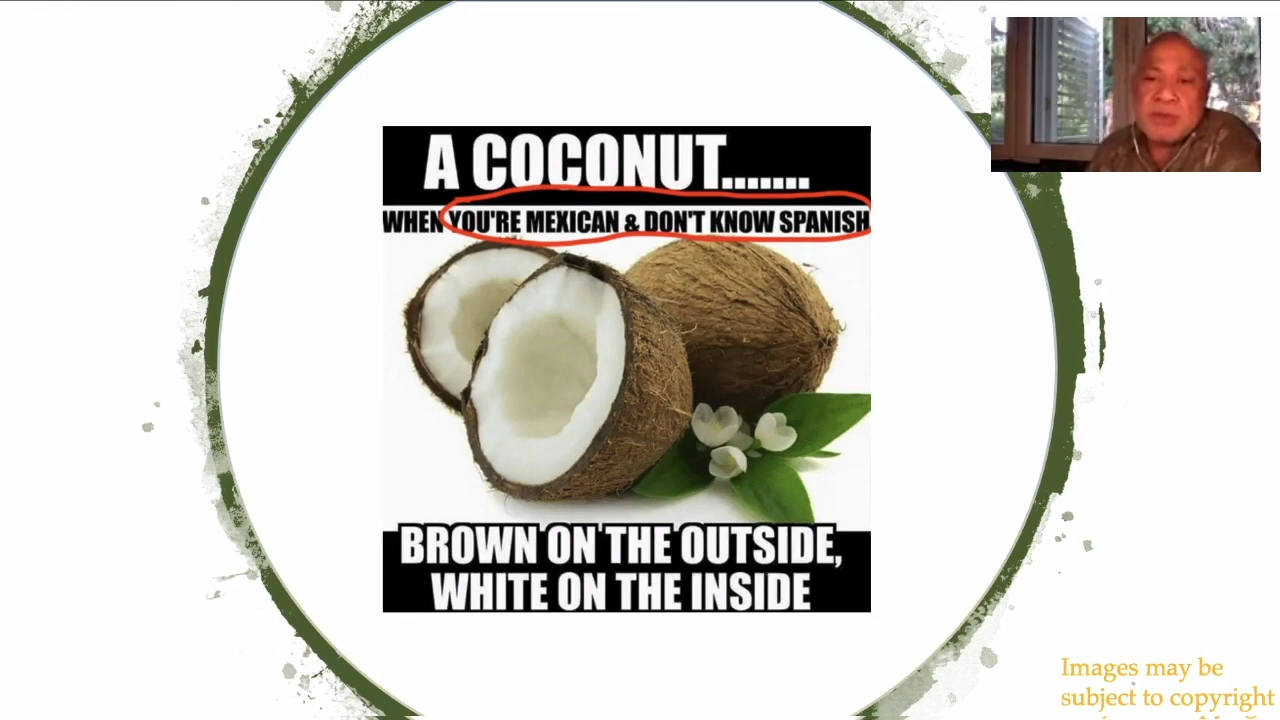 A COCONUT.......
WHEN YOU'RE MEXICAN & DON'T KNOW SPANISH
BROWN ON THE OUTSIDE,
WHITE ON THE INSIDE
Images may be
subject to copyright